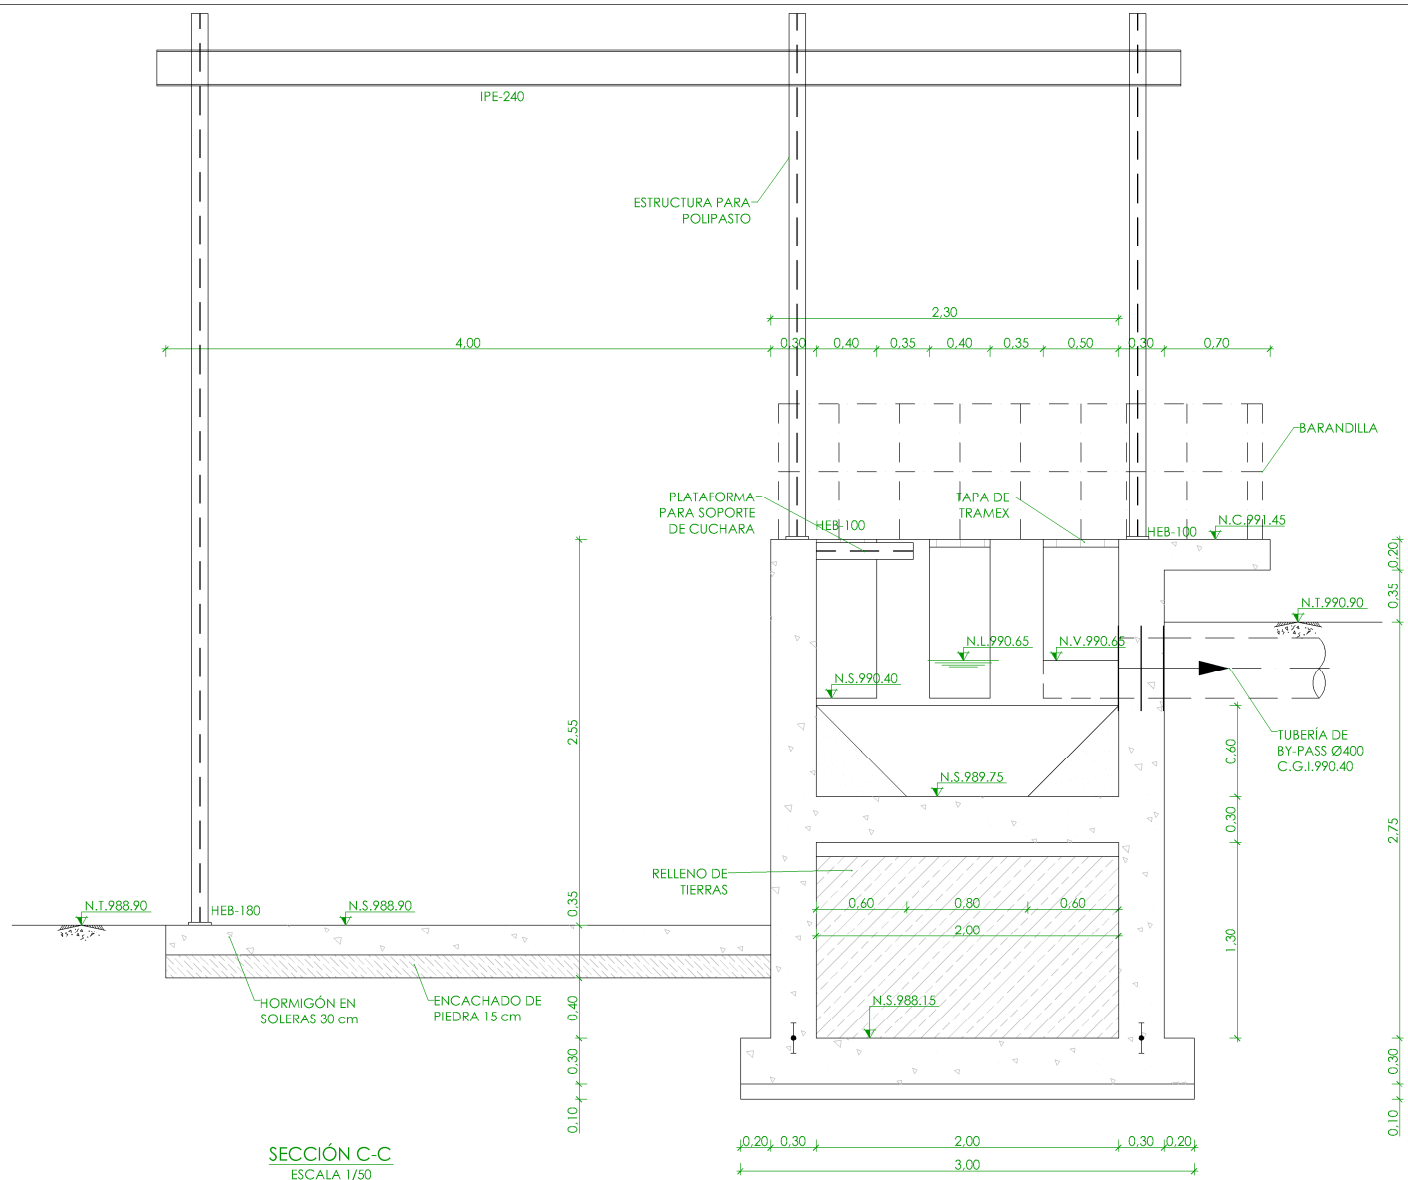 IPE-240
ESTRUCTURA PARA
POLIPASTO
2,30
4,00
0,30
0,40
0,35
0,40
0,35
0,50
0,30
0,70
BARANDILLA
PLATAFORMA
PARA SOPORTE
DE CUCHARA
HEB-100
TAPA DE
TRAMEX
HEB-100
N.C.991.45
0,20
0,35
N.T.990.90
N.L.990.65
N.V.990.65
N.S.990.40
2,55
TUBERÍA DE
BY-PASS Ø400
C.G.I.990.40
0,60
N.S.989.75
0,30
2,75
RELLENO DE
TIERRAS
0,60
0,80
0,60
2,00
1,30
N.T.988.90
HEB-180
N.S.988.90
0,35
HORMIGÓN EN
SOLERAS 30 cm
ENCACHADO DE
PIEDRA 15 cm
0,40
N.S.988.15
0,30
0,30
0,10
0,10
0,20
0,30
2,00
0,30
0,20
3,00
SECCIÓN C-C
ESCALA 1/50